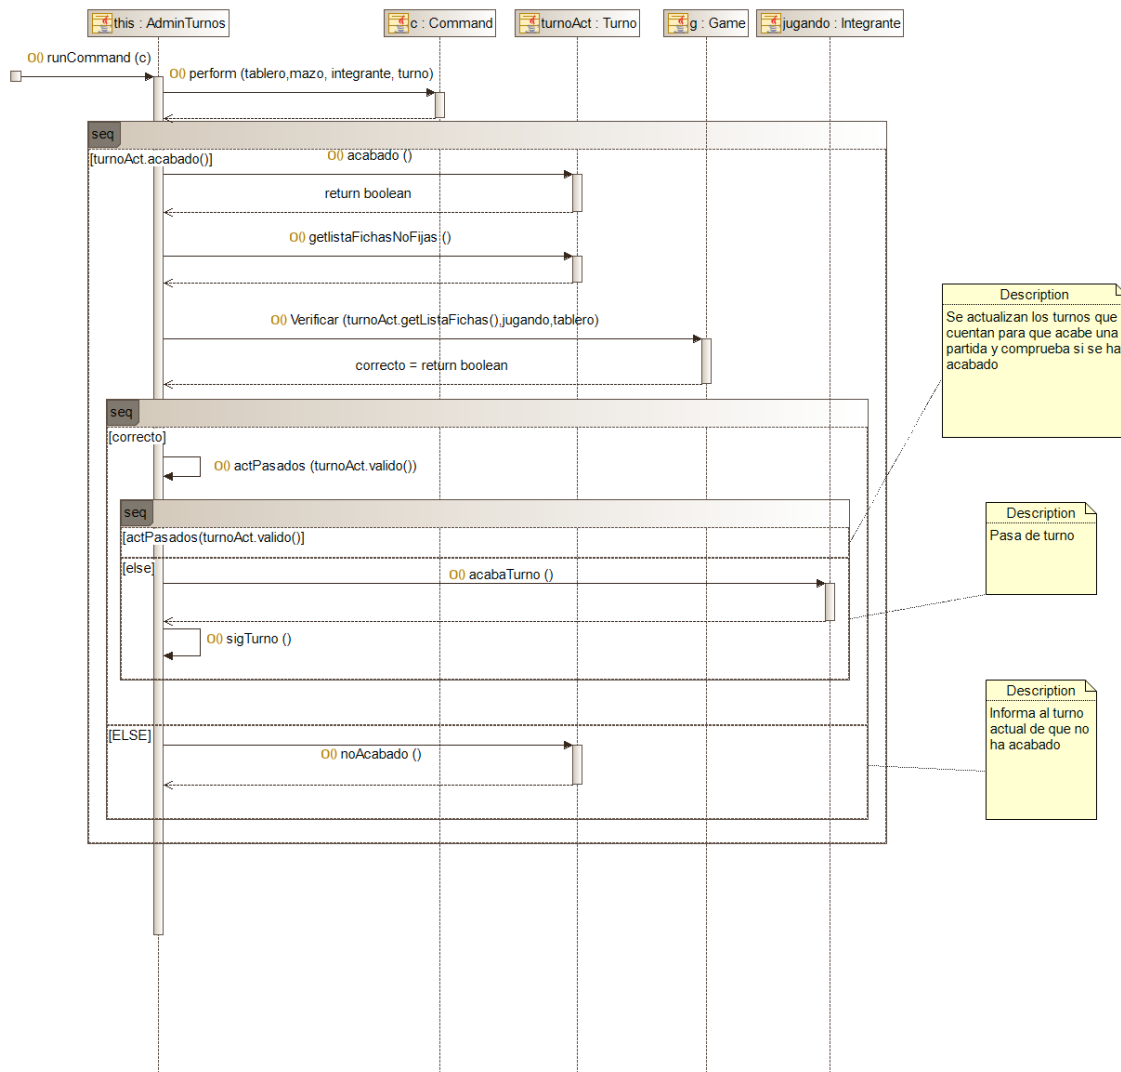 this : AdminTurnos
c : Command
turnoAct : Turno
g : Game
jugando : Integrante
O() runCommand (c)
O() perform (tablero,mazo, integrante, turno)
seq
[turnoAct.acabado()]
O() acabado ()
return boolean
O() getlistaFichasNoFijas ()
O() Verificar (turnoAct.getListaFichas(),jugando,tablero)
correcto = return boolean
Description
Se actualizan los turnos que
cuentan para que acabe una
partida y comprueba si se ha
acabado
seq
[correcto]
O() actPasados (turnoAct.valido())
seq
[actPasados(turnoAct.valido()]
[else]
O() acabaTurno ()
O() sigTurno ()
Description
Pasa de turno
[ELSE]
O() noAcabado ()
Description
Informa al turno
actual de que no
ha acabado